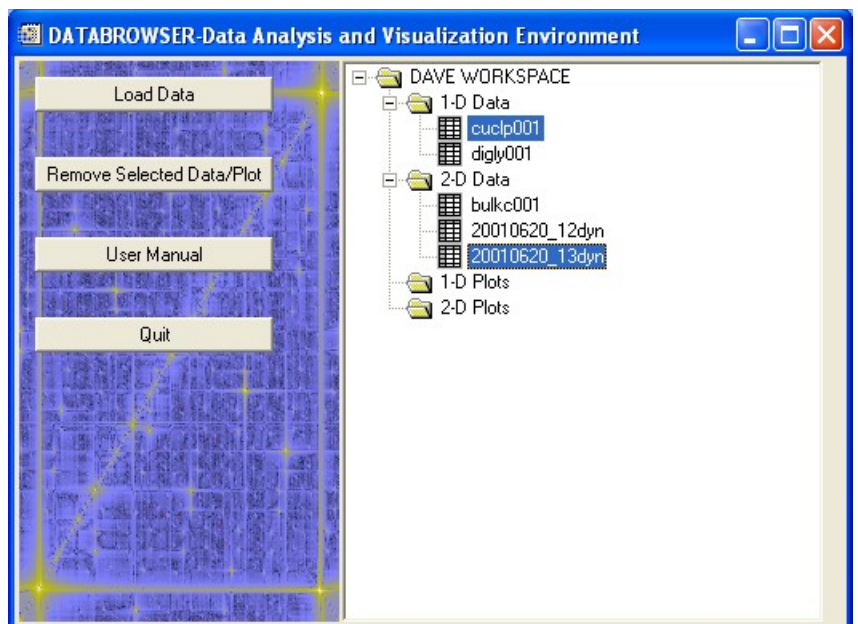 DATABROWSER-Data Analysis and Visualization Environment
Load Data
Remove Selected Data/Plot
User Manual
Quit
DAVE WORKSPACE
1-D Data
cuclp001
digly001
2-D Data
bulkc001
20010620_12dyn
20010620_13dyn
1-D Plots
2-D Plots